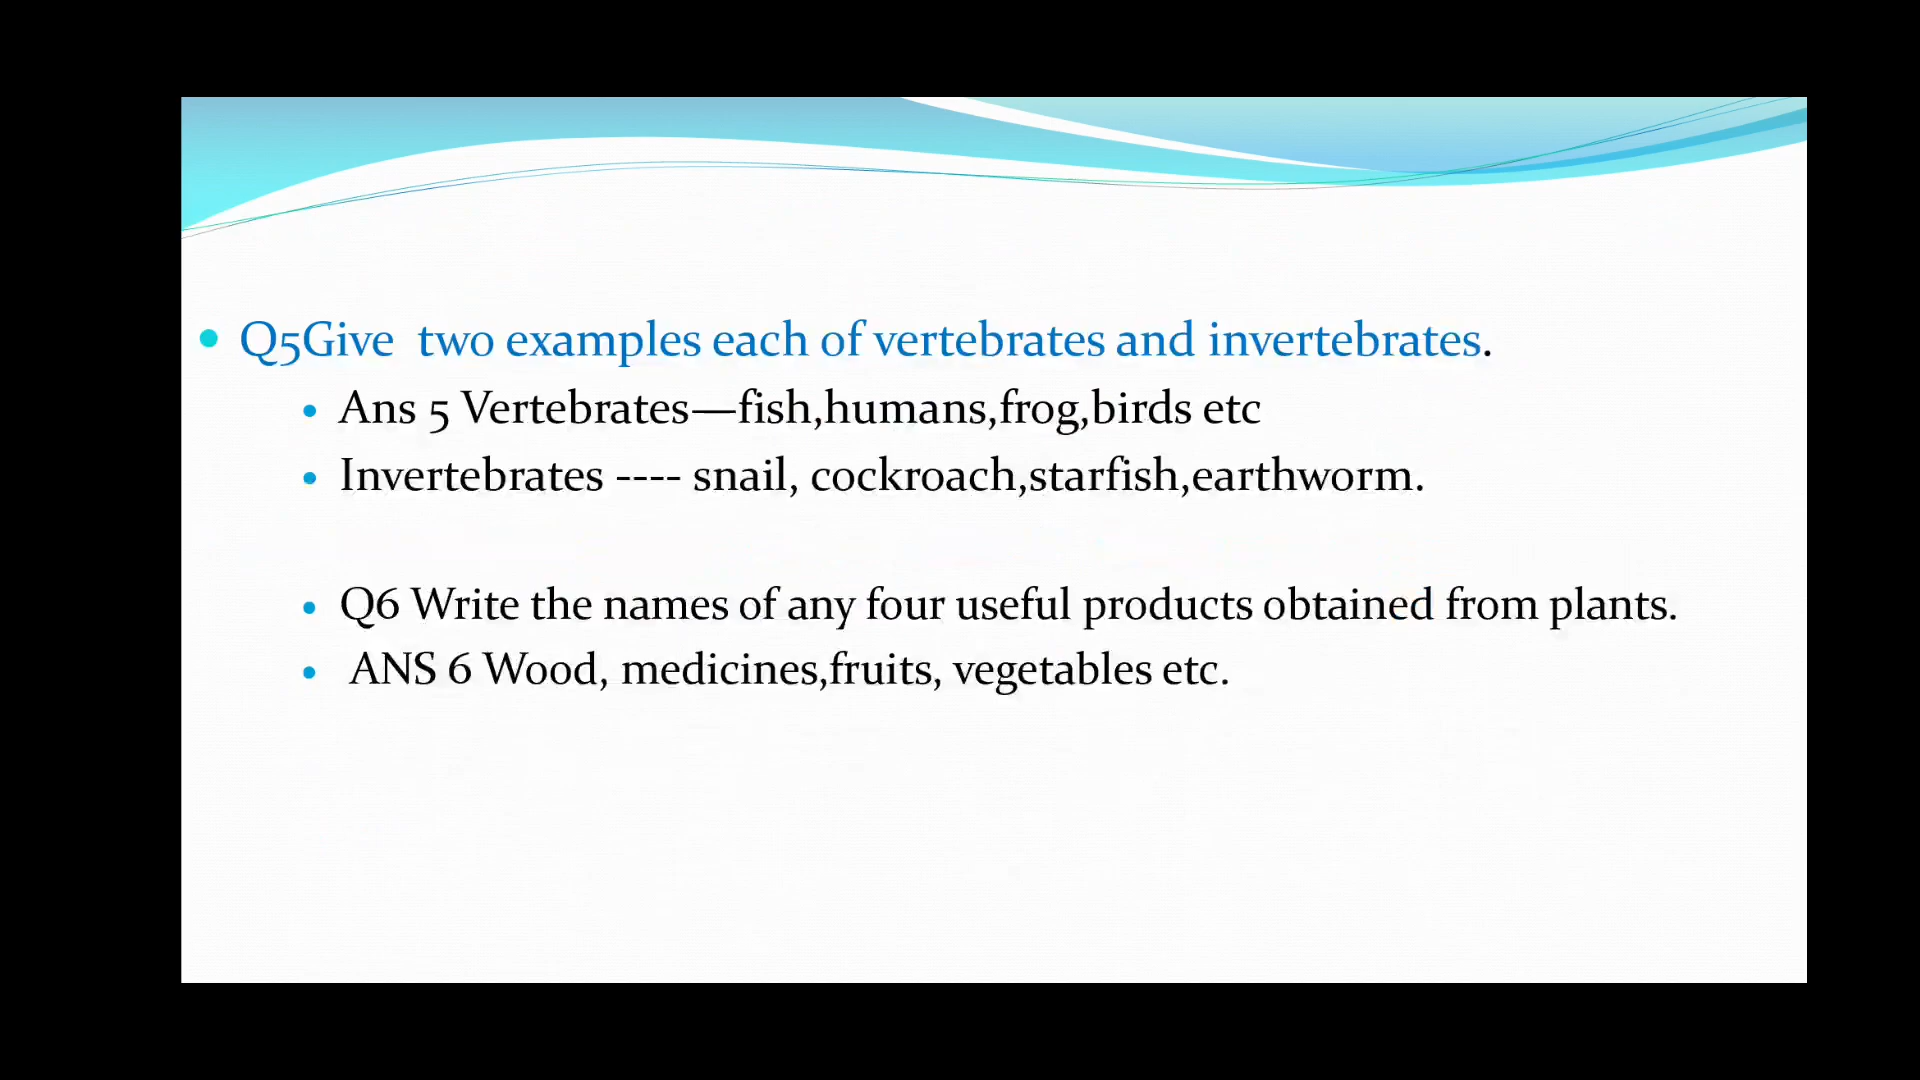 Q5Give  two examples each of vertebrates and invertebrates.
Ans 5 Vertebrates—fish,humans,frog,birds etc
Invertebrates ---- snail, cockroach,starfish,earthworm.
Q6 Write the names of any four useful products obtained from plants.
ANS 6 Wood, medicines,fruits, vegetables etc.